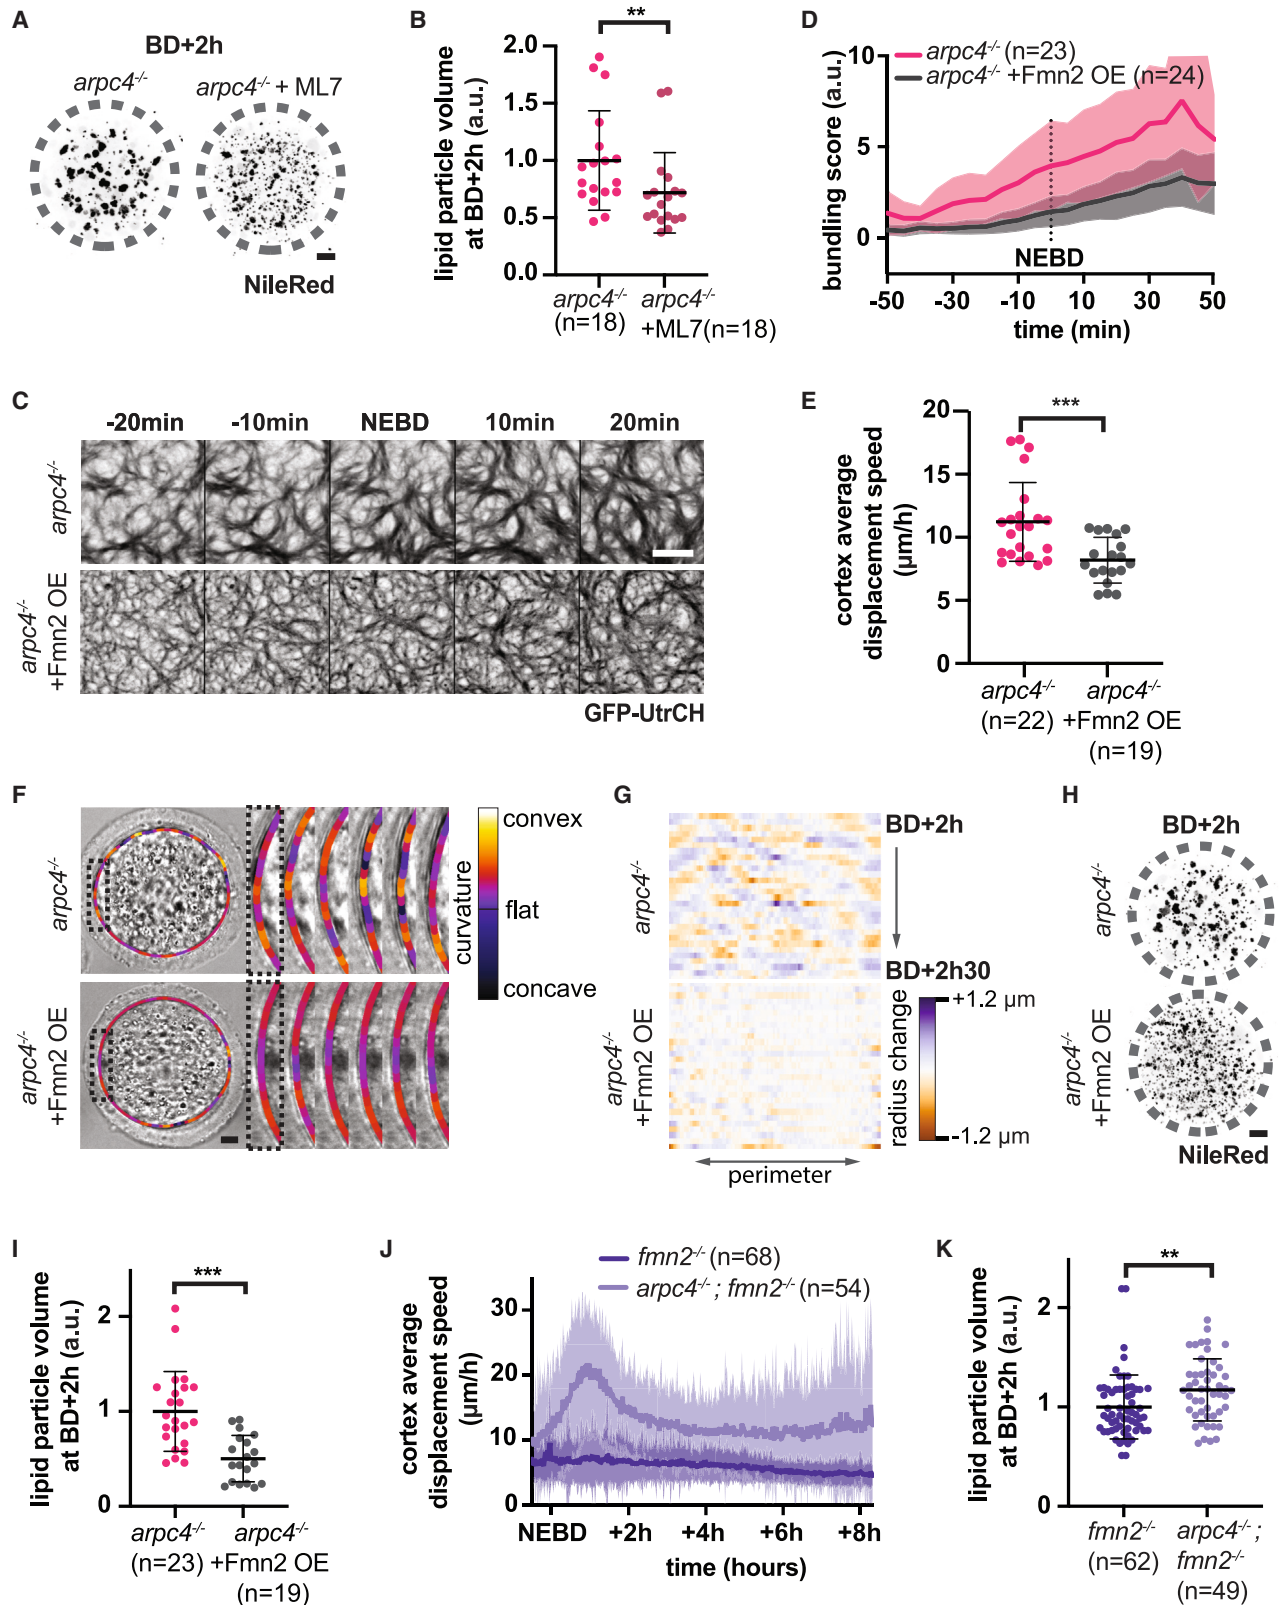 A
BD+2h
arpc4-/-
arpc4-/- + ML7
NileRed
B
**
lipid particle volume
at BD+2h (a.u.)
2.0
1.5
1.0
0.5
0.0
arpc4-/-
(n=18)
arpc4-/-
+ML7(n=18)
D
arpc4-/- (n=23)
arpc4-/- +Fmn2 OE (n=24)
bundling score (a.u.)
10
5
0
NEBD
-50
-30
-10
10
30
50
time (min)
C
-20min
-10min
NEBD
10min
20min
arpc4-/-
arpc4-/-
+Fmn2 OE
GFP-UtrCH
E
***
cortex average
displacement speed
(µm/h)
20
15
10
5
0
arpc4-/-
(n=22)
arpc4-/-
+Fmn2 OE
(n=19)
F
arpc4-/-
arpc4-/-
+Fmn2 OE
curvature
convex
flat
concave
G
arpc4-/-
arpc4-/-
+Fmn2 OE
BD+2h
BD+2h30
radius change
+1.2 µm
-1.2 µm
perimeter
H
BD+2h
arpc4-/-
arpc4-/-
+Fmn2 OE
NileRed
I
***
lipid particle volume
at BD+2h (a.u.)
2
1
0
arpc4-/-
(n=23)
arpc4-/-
+Fmn2 OE
(n=19)
J
fmn2-/- (n=68)
arpc4-/- ; fmn2-/- (n=54)
cortex average
displacement speed
(µm/h)
30
20
10
0
NEBD
+2h
+4h
+6h
+8h
time (hours)
K
**
lipid particle volume
at BD+2h (a.u.)
2
1
0
fmn2-/-
(n=62)
arpc4-/- ;
fmn2-/-
(n=49)